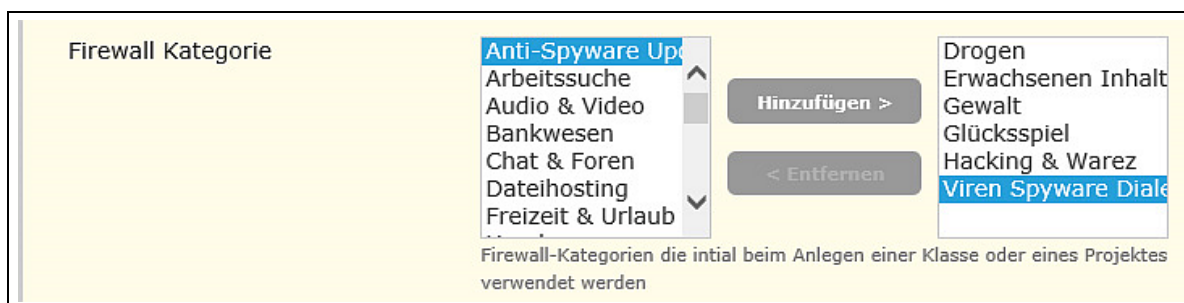 Firewall Kategorie
Anti-Spyware Upd
Arbeitssuche
Audio & Video
Bankwesen
Chat & Foren
Dateihosting
Freizeit & Urlaub
Hinzufügen >
< Entfernen
Drogen
Erwachsenen Inhalt
Gewalt
Glücksspiel
Hacking & Warez
Viren Spyware Diale
Firewall-Kategorien die intial beim Anlegen einer Klasse oder eines Projektes
verwendet werden